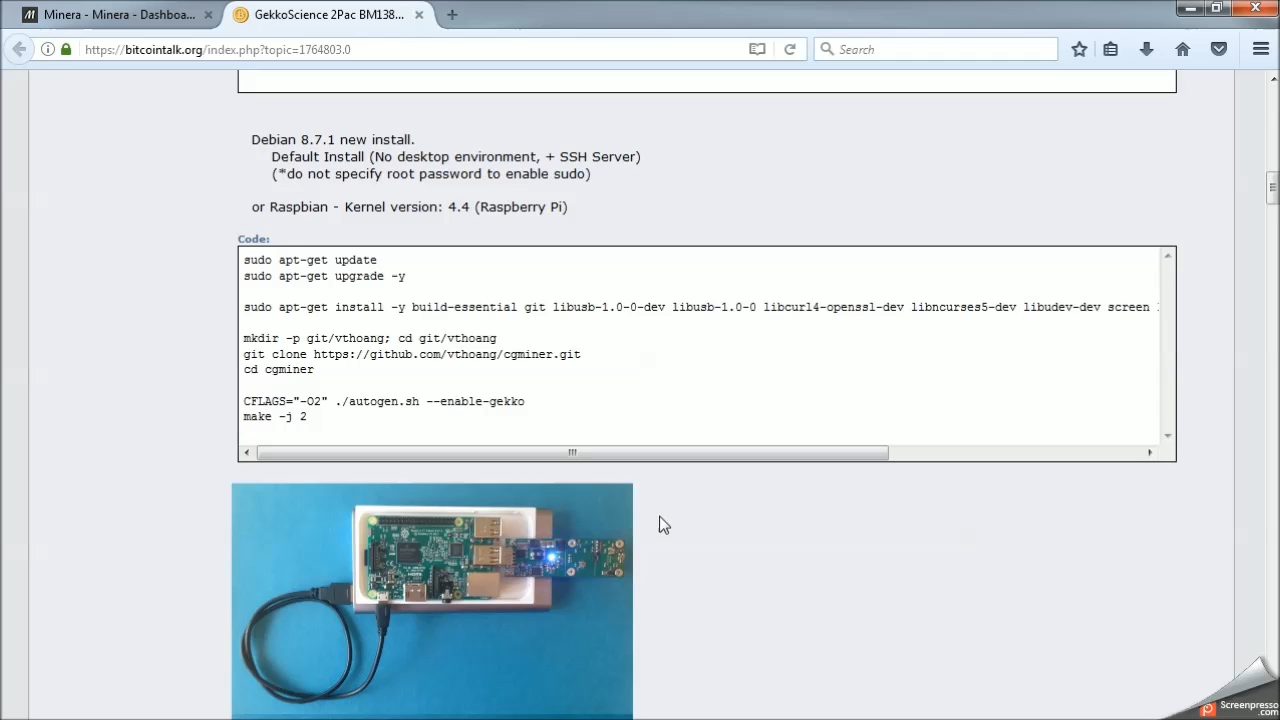 Minera - Minera - Dashboa...
GekkoScience 2Pac BM138...
https://bitcointalk.org/index.php?topic=1764803.0
Search
Debian 8.7.1 new install.
Default Install (No desktop environment, + SSH Server)
(*do not specify root password to enable sudo)
or Raspbian - Kernel version: 4.4 (Raspberry Pi)
Code:
sudo apt-get update
sudo apt-get upgrade -y
sudo apt-get install -y build-essential git libusb-1.0-0-dev libusb-1.0-0 libcurl4-openssl-dev libncurses5-dev libudev-dev screen
mkdir -p git/vthoang; cd git/vthoang
git clone https://github.com/vthoang/cgminer.git
cd cgminer
CFLAGS="-O2" ./autogen.sh --enable-gekko
make -j 2
Screenpresso
.com